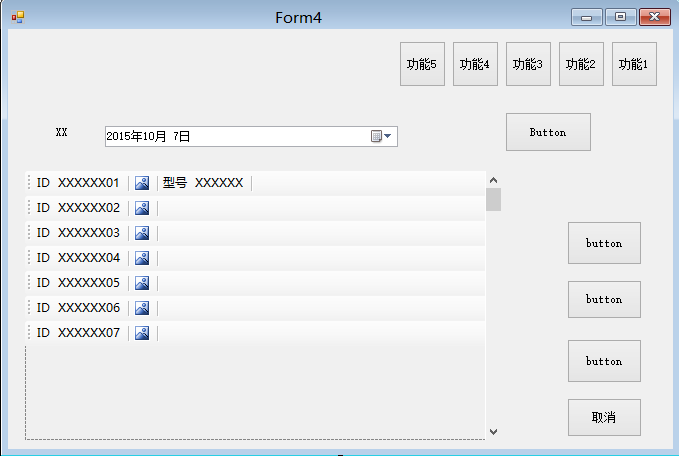 Form4
功能5 功能4 功能3 功能2 功能1
XX 2015年10月 7日 Button
ID XXXXXX01 型号 XXXXXX
ID XXXXXX02
ID XXXXXX03
ID XXXXXX04
ID XXXXXX05
ID XXXXXX06
ID XXXXXX07
button
button
button
取消